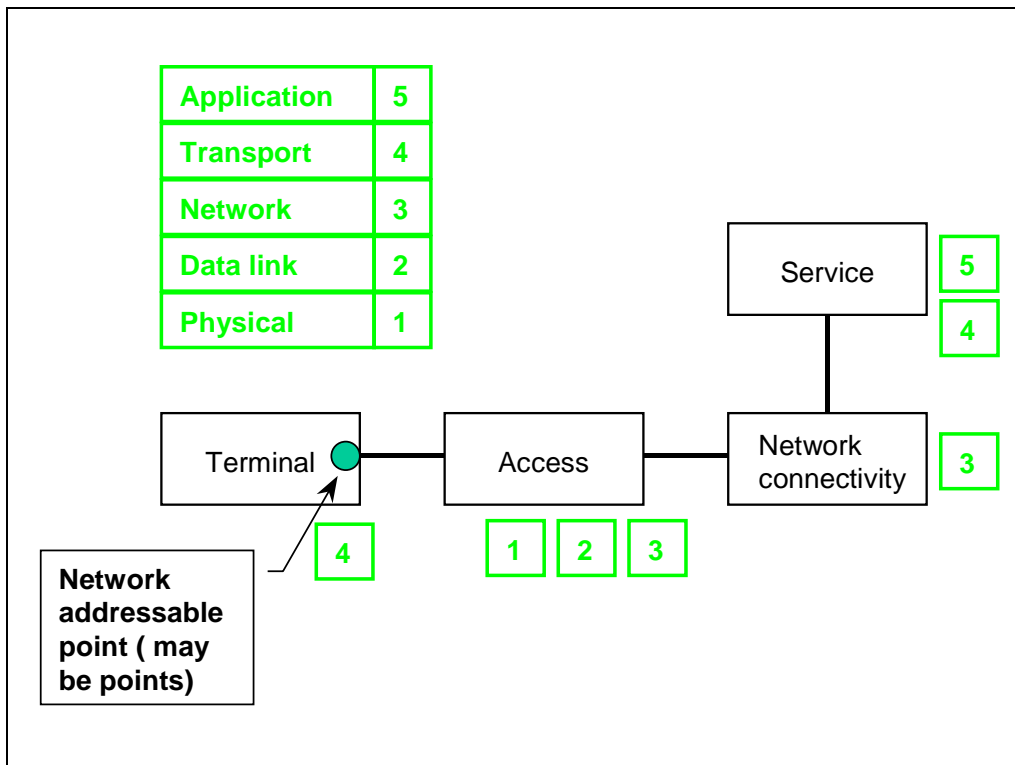 Application 5
Transport 4
Network 3
Data link 2
Physical 1
Service
5
4
Terminal
Access
Network
connectivity
3
4
1 2 3
Network
addressable
point ( may
be points)